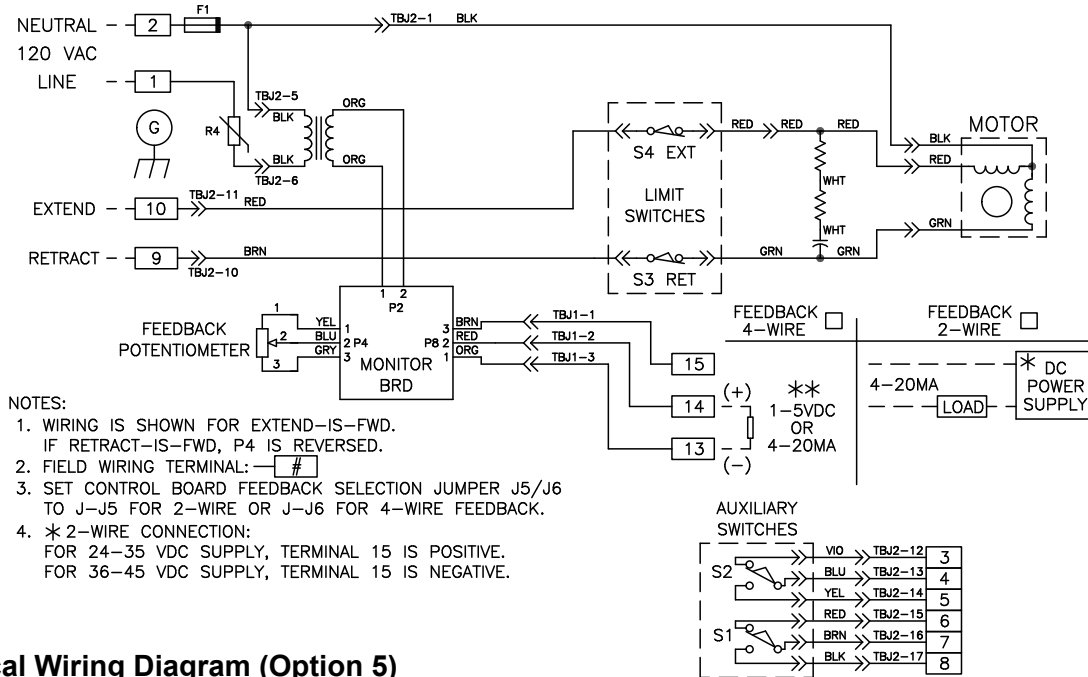 NEUTRAL 2 F1 TBJ2-1 BLK
120 VAC
LINE 1
TBJ2-5
BLK
ORG
G
R4
BLK
TBJ2-6
ORG
EXTEND 10 TBJ2-11 RED
RETRACT 9 TBJ2-10 BRN
S4 EXT
LIMIT
SWITCHES
S3 RET
RED RED RED
WHT
WHT
GRN GRN
MOTOR
BLK
RED
GRN
1 2
P2
FEEDBACK
POTENTIOMETER
1
2
3
YEL 1
BLU 2 P4
GRY 3
MONITOR
BRD
3 BRN TBJ1-1
P8 2 RED TBJ1-2
1 ORG TBJ1-3
15
14 (+)
13 (-)
FEEDBACK
4-WIRE
FEEDBACK
2-WIRE
**
1-5VDC
OR
4-20MA
4-20MA
LOAD
* DC
POWER
SUPPLY
NOTES:
1. WIRING IS SHOWN FOR EXTEND-IS-FWD.
IF RETRACT-IS-FWD, P4 IS REVERSED.
2. FIELD WIRING TERMINAL: #
3. SET CONTROL BOARD FEEDBACK SELECTION JUMPER J5/J6
TO J-J5 FOR 2-WIRE OR J-J6 FOR 4-WIRE FEEDBACK.
4. * 2-WIRE CONNECTION:
FOR 24-35 VDC SUPPLY, TERMINAL 15 IS POSITIVE.
FOR 36-45 VDC SUPPLY, TERMINAL 15 IS NEGATIVE.
AUXILIARY
SWITCHES
S2
VIO TBJ2-12 3
BLU TBJ2-13 4
YEL TBJ2-14 5
S1
RED TBJ2-15 6
BRN TBJ2-16 7
BLK TBJ2-17 8
Wiring Diagram (Option 5)